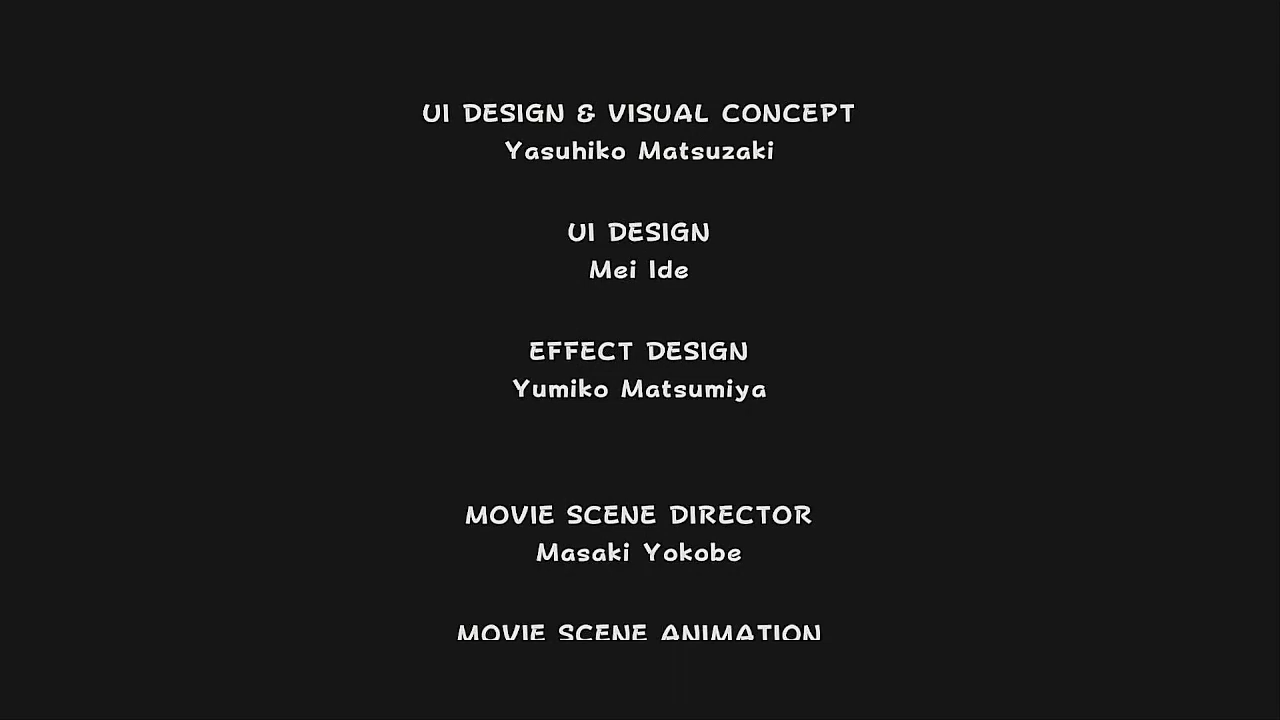 UI DESIGN & VISUAL CONCEPT
Yasuhiko Matsuzaki
UI DESIGN
Mei Ide
EFFECT DESIGN
Yumiko Matsumiya
MOVIE SCENE DIRECTOR
Masaki Yokobe
MOVIE SCENE ANIMATION